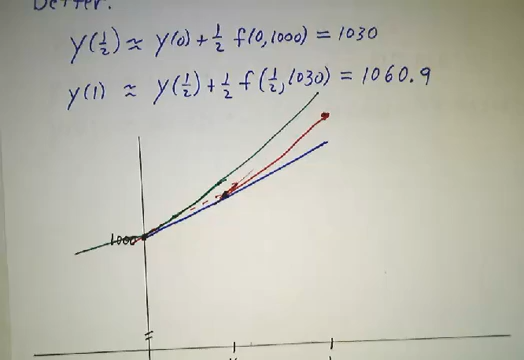 better.
y(1/2) ≈ y(0) + 1/2 f(0,1000) = 1030
y(1) ≈ y(1/2) + 1/2 f(1/2, 1030) = 1060.9
1000